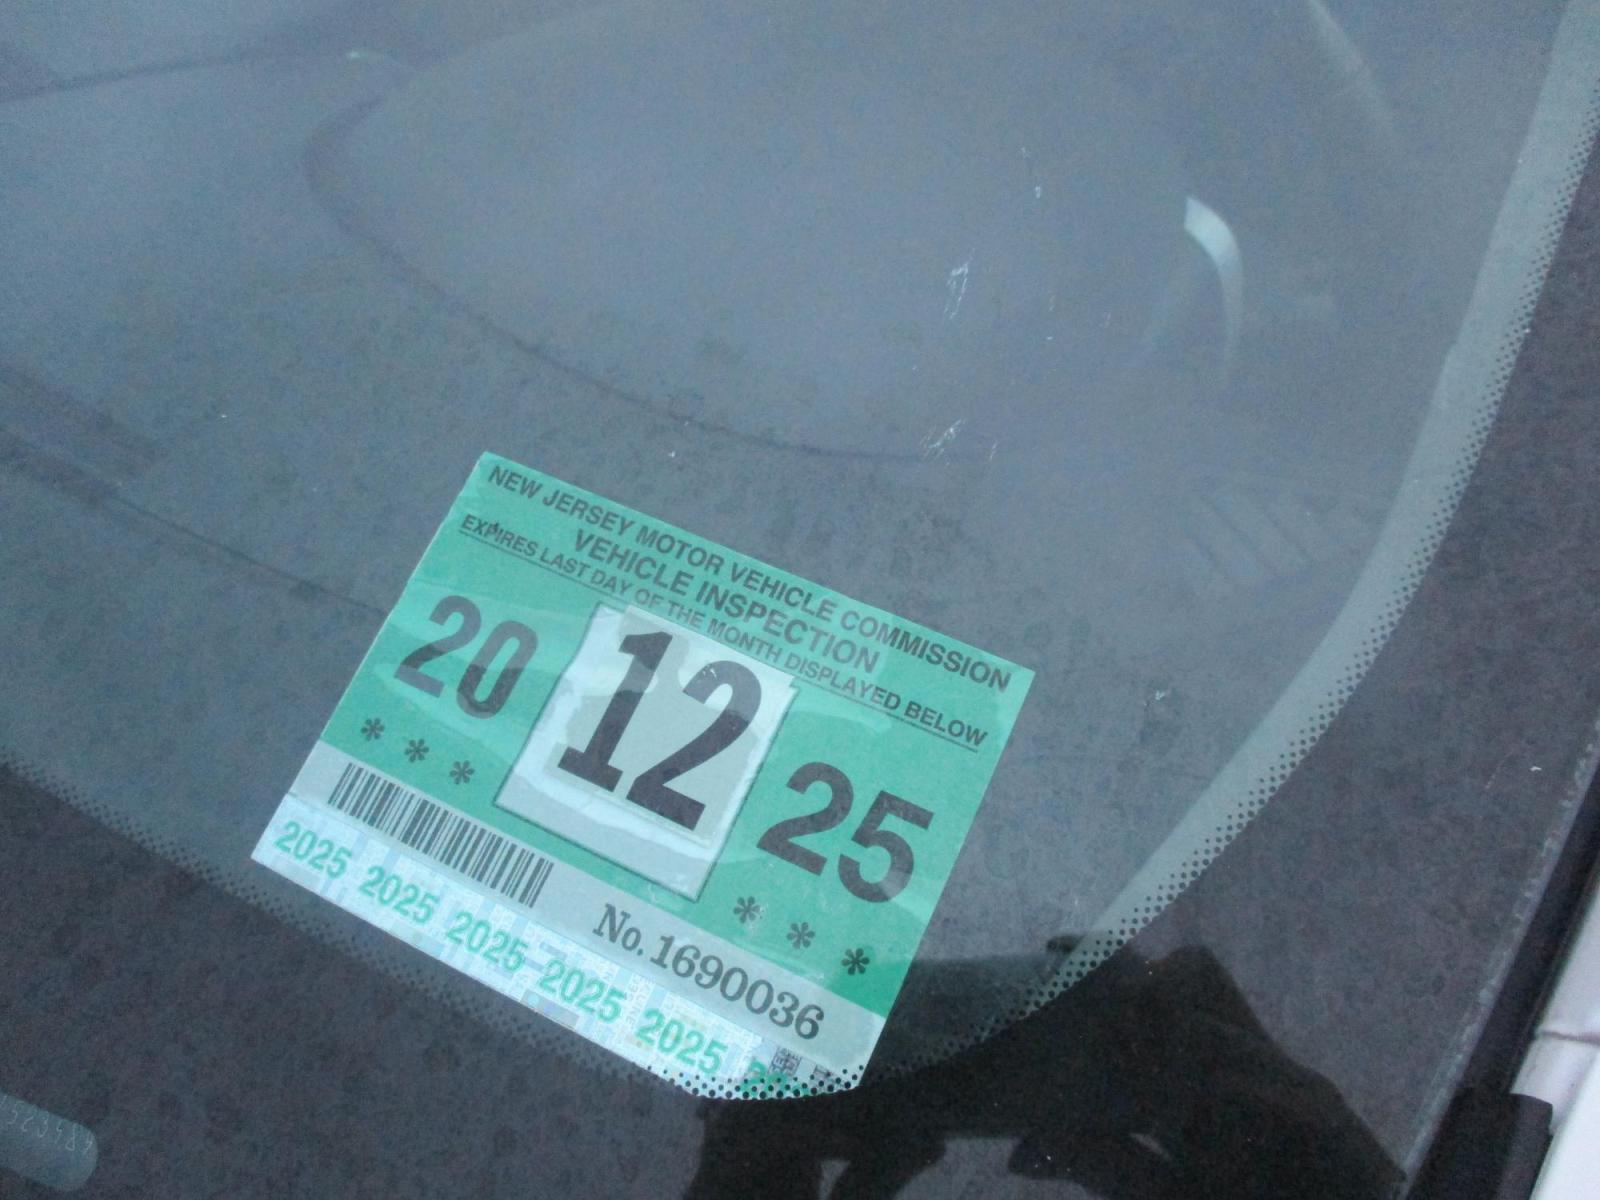 NEW JERSEY MOTOR VEHICLE COMMISSION
VEHICLE INSPECTION
EXPIRES LAST DAY OF THE MONTH DISPLAYED BELOW
20 12 25
* * *
* * *
No. 1690036
2025 2025 2025 2025 2025